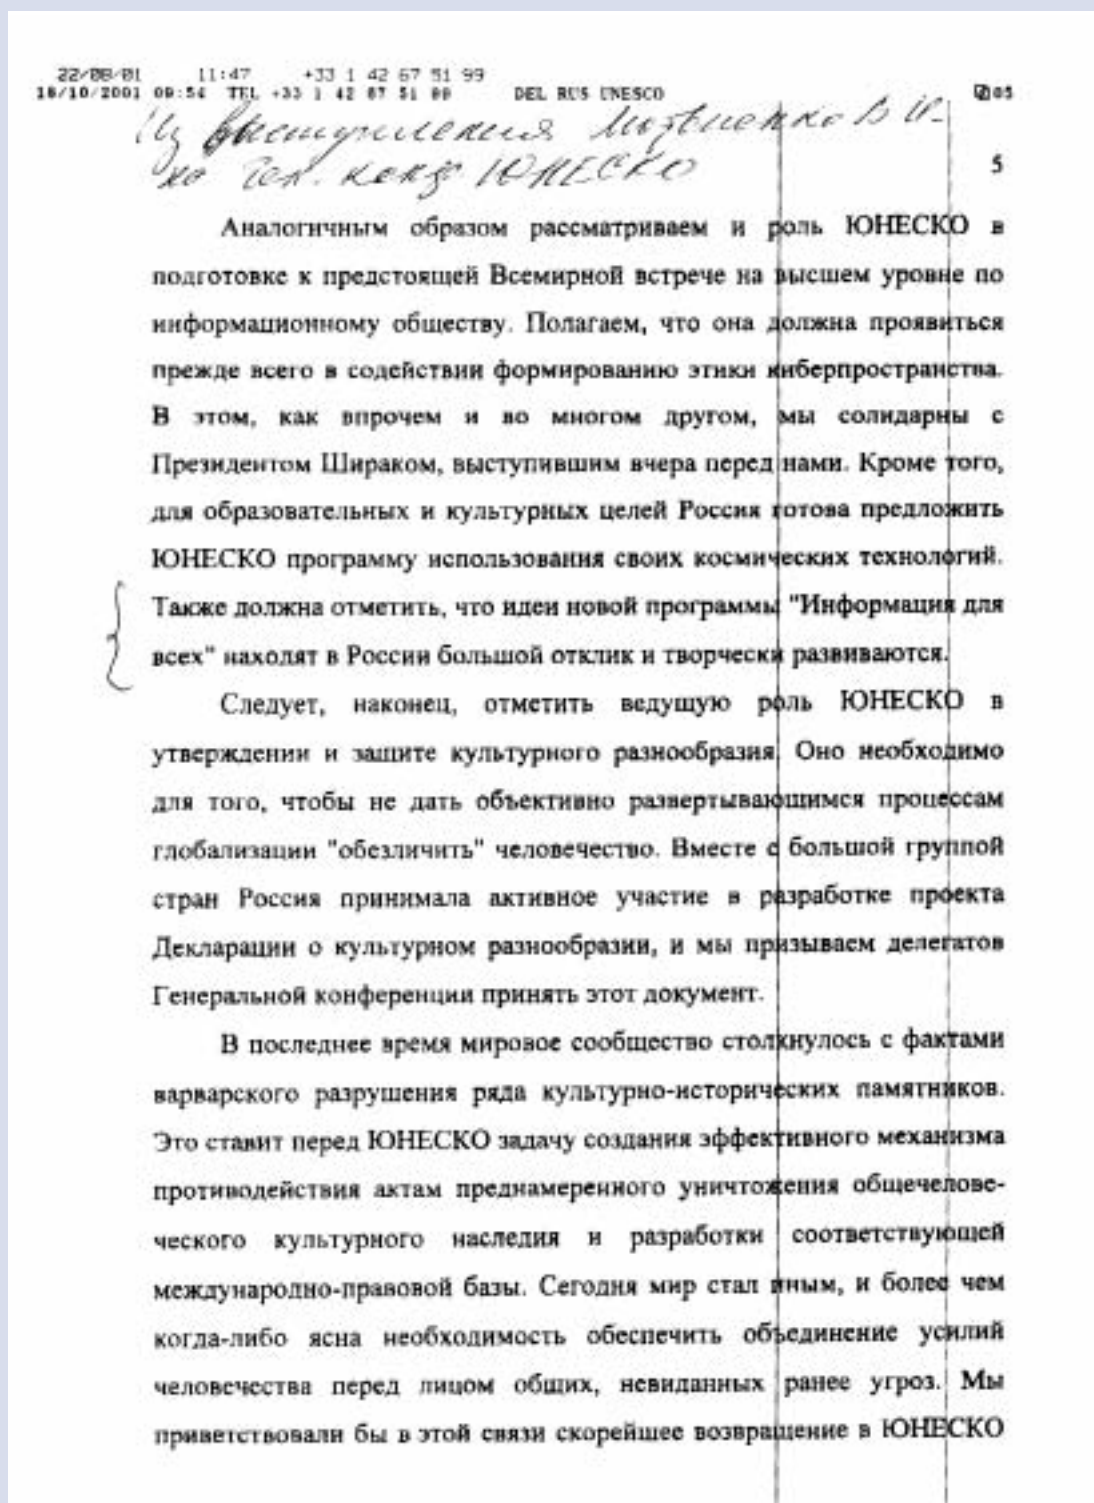 22/08/01 11:47 +33 1 42 67 51 99
18/10/2001 09:54 TEL +33 1 42 67 51 99 DEL RUS UNESCO 05
Из выступления Матвиенко В.И.
на Ген. конф. ЮНЕСКО
5
Аналогичным образом рассматриваем и роль ЮНЕСКО в
подготовке к предстоящей Всемирной встрече на высшем уровне по
информационному обществу. Полагаем, что она должна проявиться
прежде всего в содействии формированию этики киберпространства.
В этом, как впрочем и во многом другом, мы солидарны с
Президентом Шираком, выступившим вчера перед нами. Кроме того,
для образовательных и культурных целей Россия готова предложить
ЮНЕСКО программу использования своих космических технологий.
Также должна отметить, что идеи новой программы "Информация для
всех" находят в России большой отклик и творчески развиваются.
Следует, наконец, отметить ведущую роль ЮНЕСКО в
утверждении и защите культурного разнообразия. Оно необходимо
для того, чтобы не дать объективно развертывающимся процессам
глобализации "обезличить" человечество. Вместе с большой группой
стран Россия принимала активное участие в разработке проекта
Декларации о культурном разнообразии, и мы призываем делегатов
Генеральной конференции принять этот документ.
В последнее время мировое сообщество столкнулось с фактами
варварского разрушения ряда культурно-исторических памятников.
Это ставит перед ЮНЕСКО задачу создания эффективного механизма
противодействия актам преднамеренного уничтожения общечелове-
ческого культурного наследия и разработки соответствующей
международно-правовой базы. Сегодня мир стал иным, и более чем
когда-либо ясна необходимость обеспечить объединение усилий
человечества перед лицом общих, невиданных ранее угроз. Мы
приветствовали бы в этой связи скорейшее возвращение в ЮНЕСКО